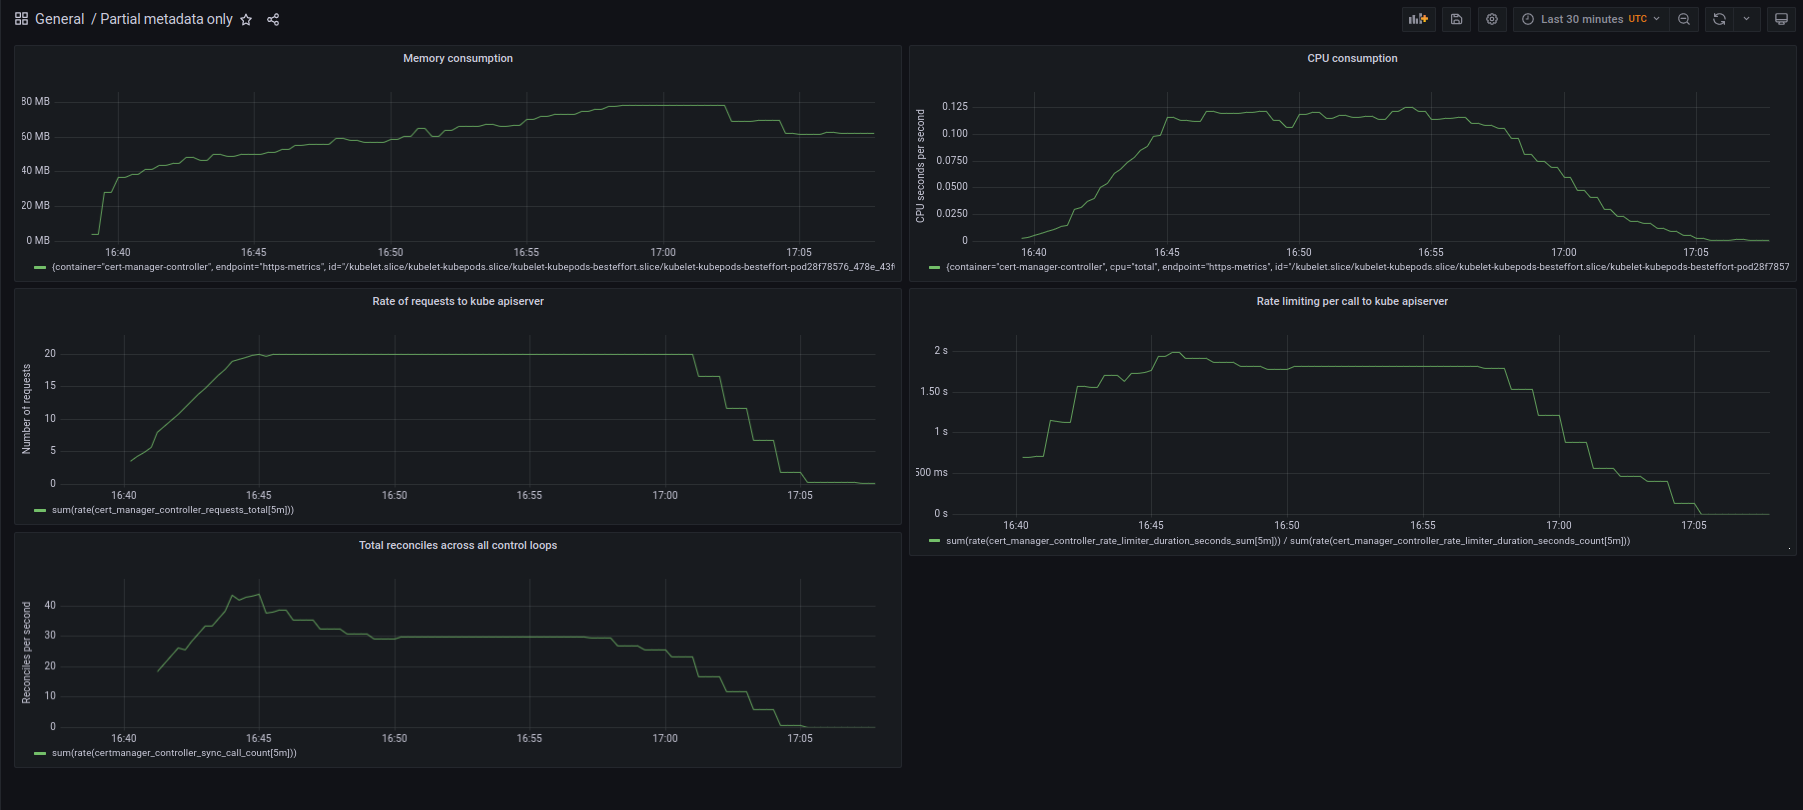 General / Partial metadata only
Last 30 minutes UTC
Memory consumption
80 MB
60 MB
40 MB
20 MB
0 MB
16:40 16:45 16:50 16:55 17:00 17:05
{container="cert-manager-controller", endpoint="https-metrics", id="/kubelet.slice/kubelet-kubepods.slice/kubelet-kubepods-besteffort.slice/kubelet-kubepods-besteffort-pod28f78576_478e_43f
CPU consumption
CPU seconds per second
0.125
0.100
0.0750
0.0500
0.0250
0
16:40 16:45 16:50 16:55 17:00 17:05
{container="cert-manager-controller", cpu="total", endpoint="https-metrics", id="/kubelet.slice/kubelet-kubepods.slice/kubelet-kubepods-besteffort.slice/kubelet-kubepods-besteffort-pod28f7857
Rate of requests to kube apiserver
Number of requests
20
15
10
5
0
16:40 16:45 16:50 16:55 17:00 17:05
sum(rate(cert_manager_controller_requests_total[5m]))
Rate limiting per call to kube apiserver
2 s
1.50 s
1 s
500 ms
0 s
16:40 16:45 16:50 16:55 17:00 17:05
sum(rate(cert_manager_controller_rate_limiter_duration_seconds_sum[5m])) / sum(rate(cert_manager_controller_rate_limiter_duration_seconds_count[5m]))
Total reconciles across all control loops
Reconciles per second
40
30
20
10
0
16:40 16:45 16:50 16:55 17:00 17:05
sum(rate(certmanager_controller_sync_call_count[5m]))